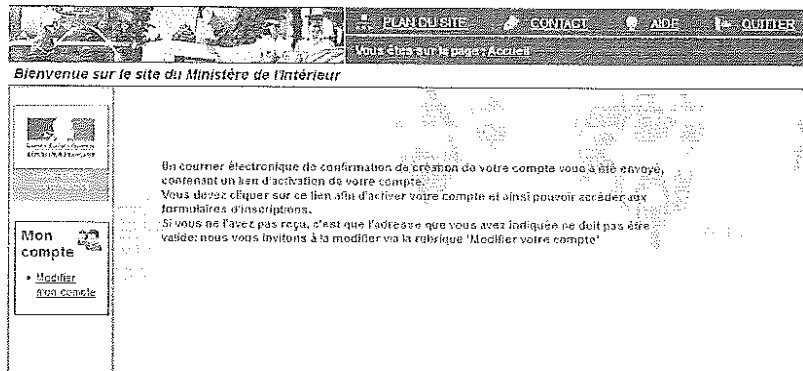 PLAN DU SITE CONTACT AIDE QUITTER
Vous êtes sur la page : Accueil
Bienvenue sur le site du Ministère de l'Intérieur
RÉPUBLIQUE FRANÇAISE
Un courrier électronique de confirmation de création de votre compte vous a été envoyé,
contenant un lien d'activation de votre compte.
Vous devez cliquer sur ce lien afin d'activer votre compte et ainsi pouvoir accéder aux
formulaires d'inscriptions.
Si vous ne l'avez pas reçu, c'est que l'adresse que vous avez indiquée ne doit pas être
valide: nous vous invitons à la modifier via la rubrique 'Modifier votre compte'
Mon
compte
• Modifier
mon compte